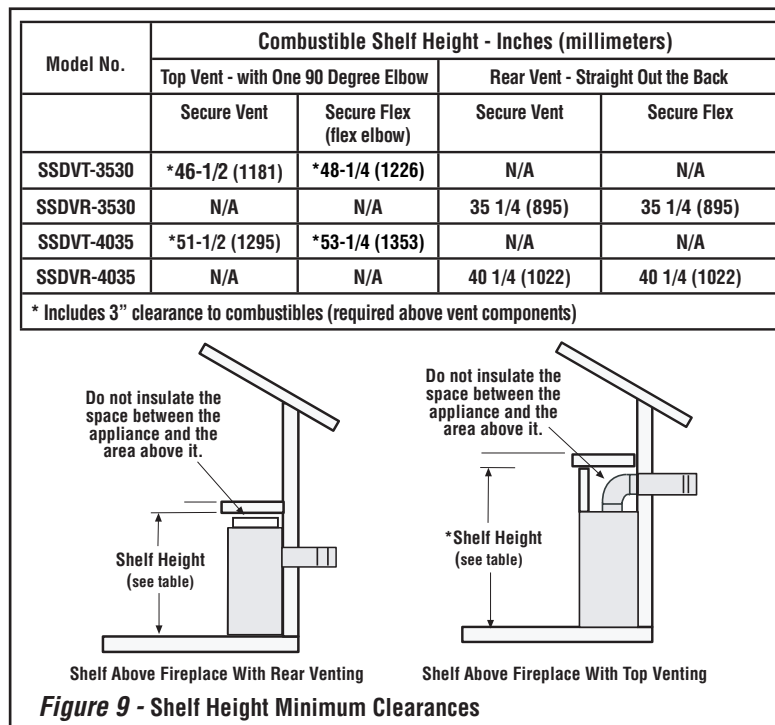 Model No.
Combustible Shelf Height - Inches (millimeters)
Top Vent - with One 90 Degree Elbow
Rear Vent - Straight Out the Back
Secure Vent
Secure Flex
(flex elbow)
Secure Vent
Secure Flex
SSDVT-3530 *46-1/2 (1181) *48-1/4 (1226) N/A N/A
SSDVR-3530 N/A N/A 35 1/4 (895) 35 1/4 (895)
SSDVT-4035 *51-1/2 (1295) *53-1/4 (1353) N/A N/A
SSDVR-4035 N/A N/A 40 1/4 (1022) 40 1/4 (1022)
* Includes 3” clearance to combustibles (required above vent components)
Do not insulate the
space between the
appliance and the
area above it.
Shelf Height
(see table)
Shelf Above Fireplace With Rear Venting
Do not insulate the
space between the
appliance and the
area above it.
*Shelf Height
(see table)
Shelf Above Fireplace With Top Venting
Figure 9 - Shelf Height Minimum Clearances